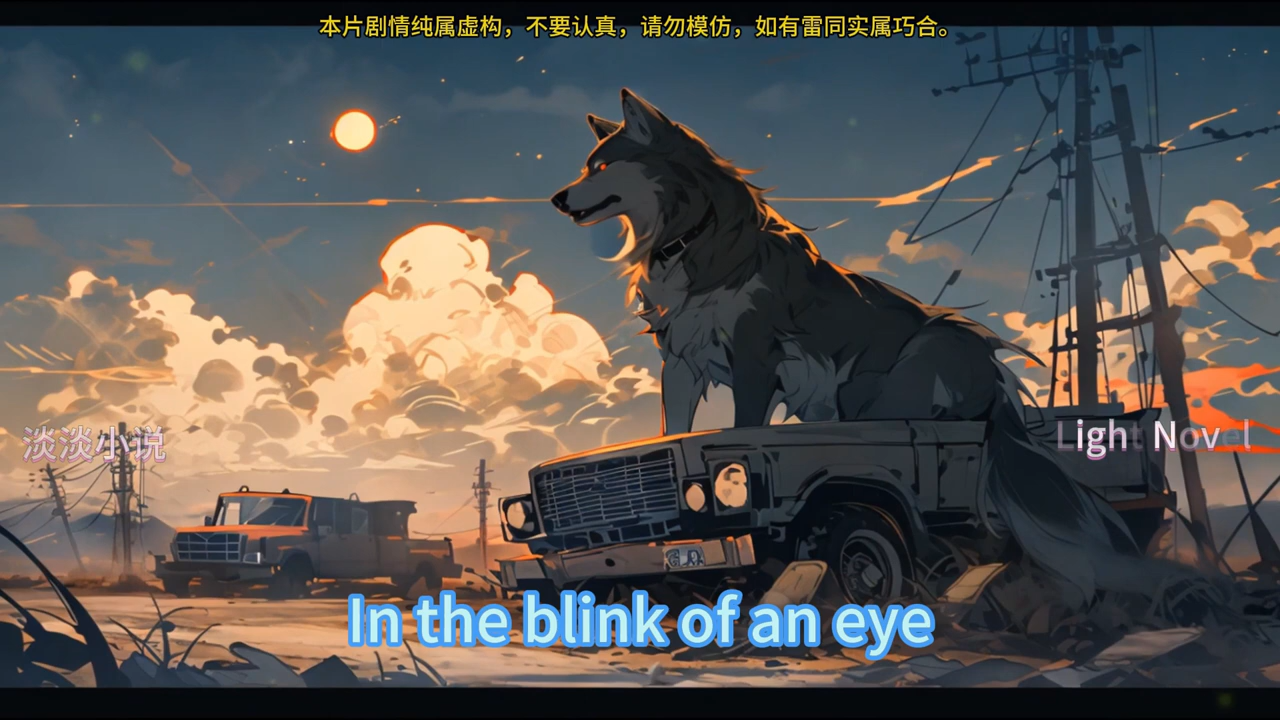 本片剧情纯属虚构，不要认真，请勿模仿，如有雷同实属巧合。
淡淡小说
Light Novel
In the blink of an eye